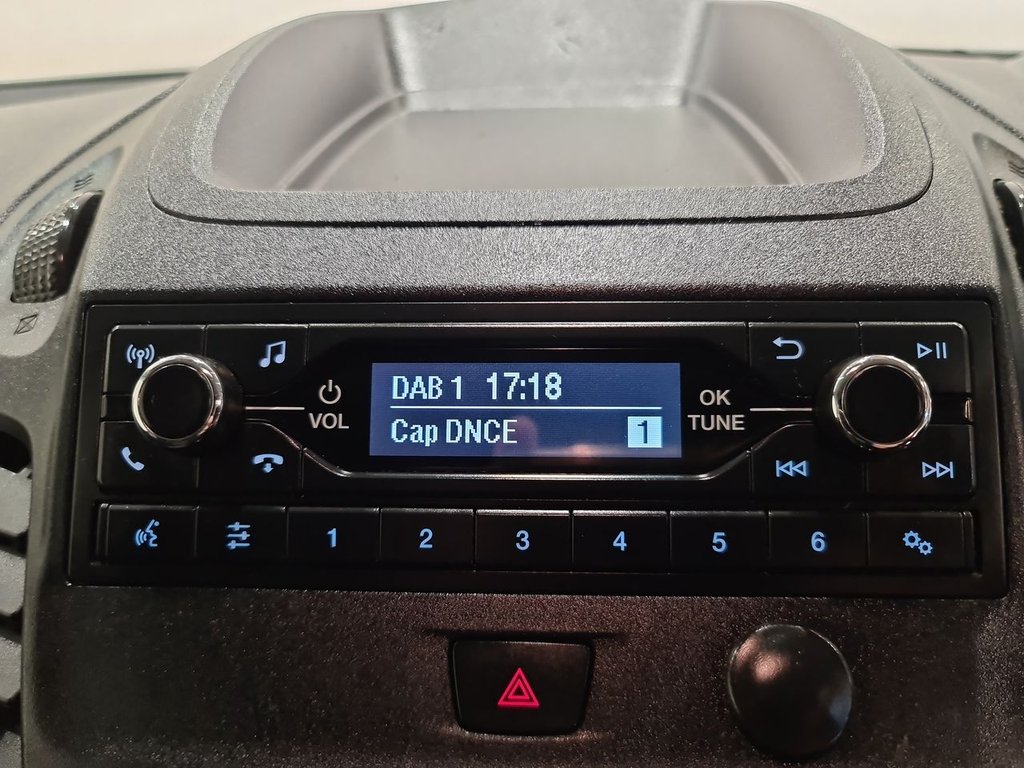 DAB 1 17:18
Cap DNCE 1
VOL
OK
TUNE
1 2 3 4 5 6